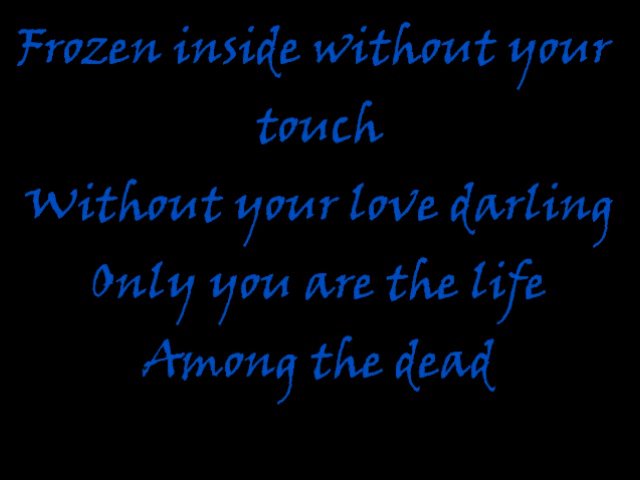 Frozen inside without your
touch
Without your love darling
Only you are the life
Among the dead